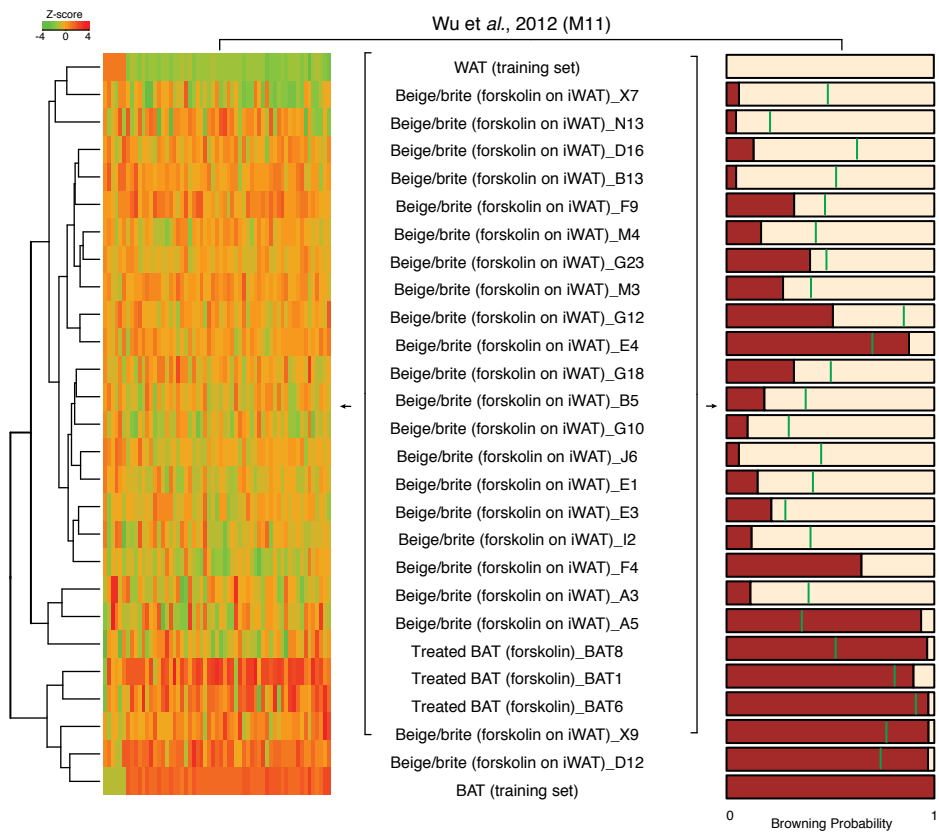 Z-score
-4 0 4
Wu et al., 2012 (M11)
WAT (training set)
Beige/brite (forskolin on iWAT)_X7
Beige/brite (forskolin on iWAT)_N13
Beige/brite (forskolin on iWAT)_D16
Beige/brite (forskolin on iWAT)_B13
Beige/brite (forskolin on iWAT)_F9
Beige/brite (forskolin on iWAT)_M4
Beige/brite (forskolin on iWAT)_G23
Beige/brite (forskolin on iWAT)_M3
Beige/brite (forskolin on iWAT)_G12
Beige/brite (forskolin on iWAT)_E4
Beige/brite (forskolin on iWAT)_G18
Beige/brite (forskolin on iWAT)_B5
Beige/brite (forskolin on iWAT)_G10
Beige/brite (forskolin on iWAT)_J6
Beige/brite (forskolin on iWAT)_E1
Beige/brite (forskolin on iWAT)_E3
Beige/brite (forskolin on iWAT)_I2
Beige/brite (forskolin on iWAT)_F4
Beige/brite (forskolin on iWAT)_A3
Beige/brite (forskolin on iWAT)_A5
Treated BAT (forskolin)_BAT8
Treated BAT (forskolin)_BAT1
Treated BAT (forskolin)_BAT6
Beige/brite (forskolin on iWAT)_X9
Beige/brite (forskolin on iWAT)_D12
BAT (training set)
0 1
Browning Probability